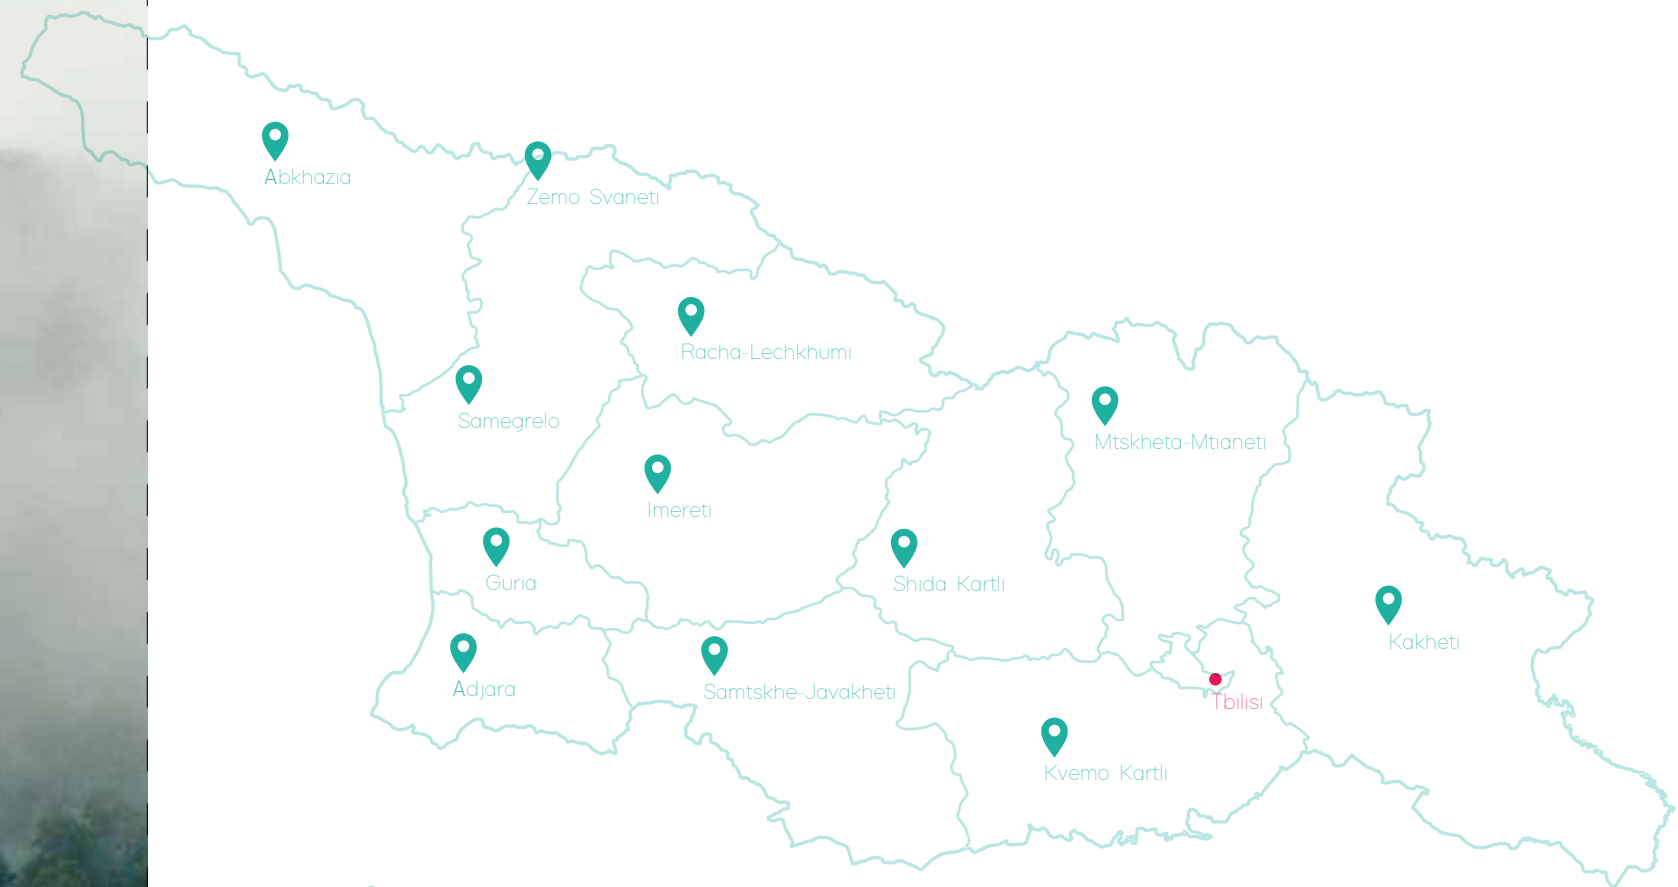 Abkhazia
Zemo Svaneti
Racha-Lechkhumi
Samegrelo
Mtskheta-Mtianeti
Imereti
Guria
Shida Kartli
Kakheti
Adjara
Samtskhe-Javakheti
Tbilisi
Kvemo Kartli